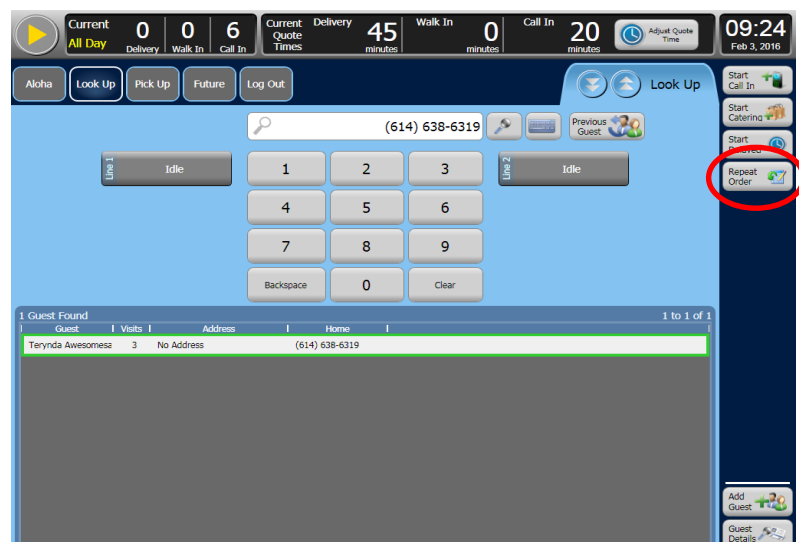 Current
All Day
0
Delivery
0
Walk In
6
Call In
Current
Quote
Times
Delivery
45
minutes
Walk In
0
minutes
Call In
20
minutes
Adjust Quote
Time
09:24
Feb 3, 2016
Aloha
Look Up
Pick Up
Future
Log Out
Look Up
Start
Call In
Start
Catering
Start
Repeat
Order
(614) 638-6319
Previous
Guest
Line 1
Idle
1
2
3
Line 2
Idle
4
5
6
7
8
9
Backspace
0
Clear
1 Guest Found 1 to 1 of 1
Guest Visits Address Home
Terynda Awesomesa 3 No Address (614) 638-6319
Add
Guest
Guest
Details